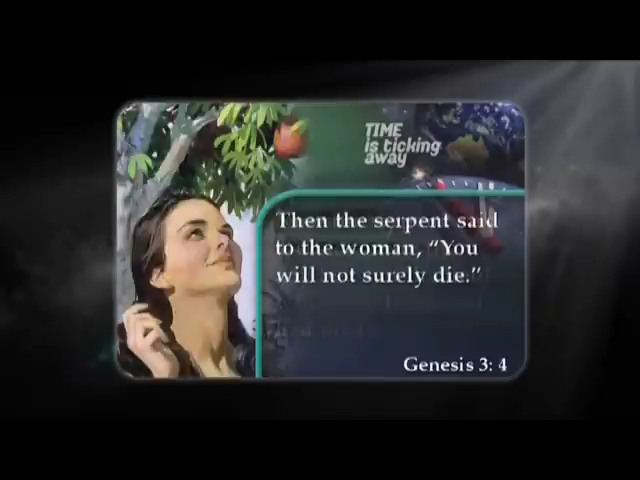 TIME
is ticking
away
Then the serpent said
to the woman, “You
will not surely die.”
Genesis 3: 4